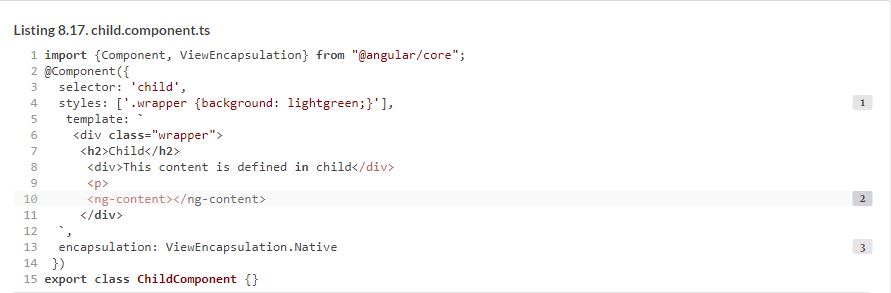 Listing 8.17. child.component.ts
1 import {Component, ViewEncapsulation} from "@angular/core";
2 @Component({
3   selector: 'child',
4   styles: ['.wrapper {background: lightgreen;}'], 1
5    template: `
6     <div class="wrapper">
7      <h2>Child</h2>
8       <div>This content is defined in child</div>
9       <p>
10       <ng-content></ng-content> 2
11      </div>
12   `,
13   encapsulation: ViewEncapsulation.Native 3
14  })
15 export class ChildComponent {}